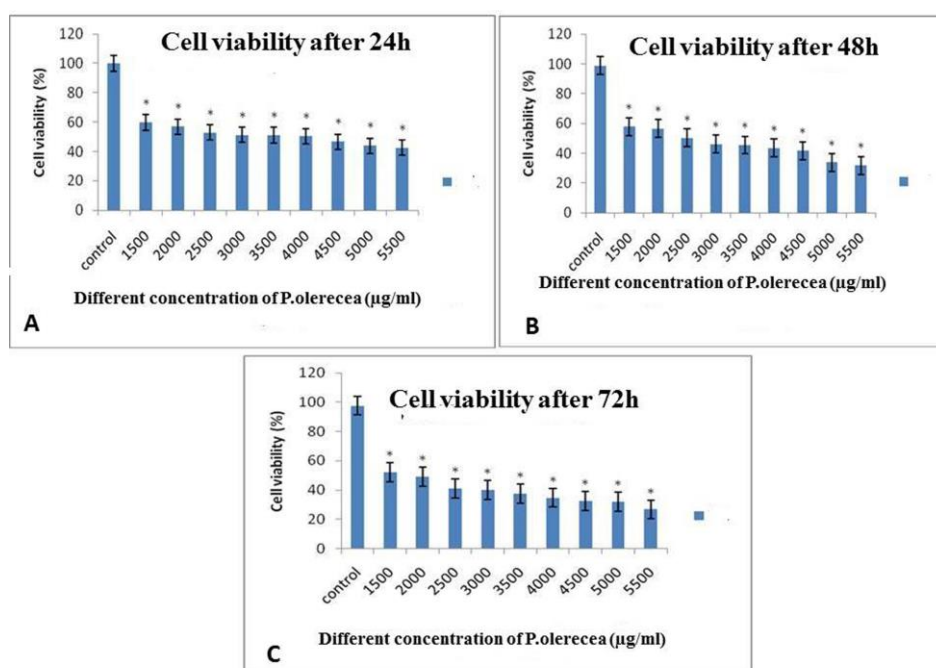 Cell viability after 24h
Cell viability (%)
120
100
80
60
40
20
0
* * * * * * * * *
control 1500 2000 2500 3000 3500 4000 4500 5000 5500
Different concentration of P.olerecea (µg/ml)
A
Cell viability after 48h
Cell viability (%)
120
100
80
60
40
20
0
* * * * * * * * *
control 1500 2000 2500 3000 3500 4000 4500 5000 5500
Different concentration of P.olerecea (µg/ml)
B
Cell viability after 72h
Cell viability (%)
120
100
80
60
40
20
0
* * * * * * * * *
control 1500 2000 2500 3000 3500 4000 4500 5000 5500
Different concentration of P.olerecea (µg/ml)
C